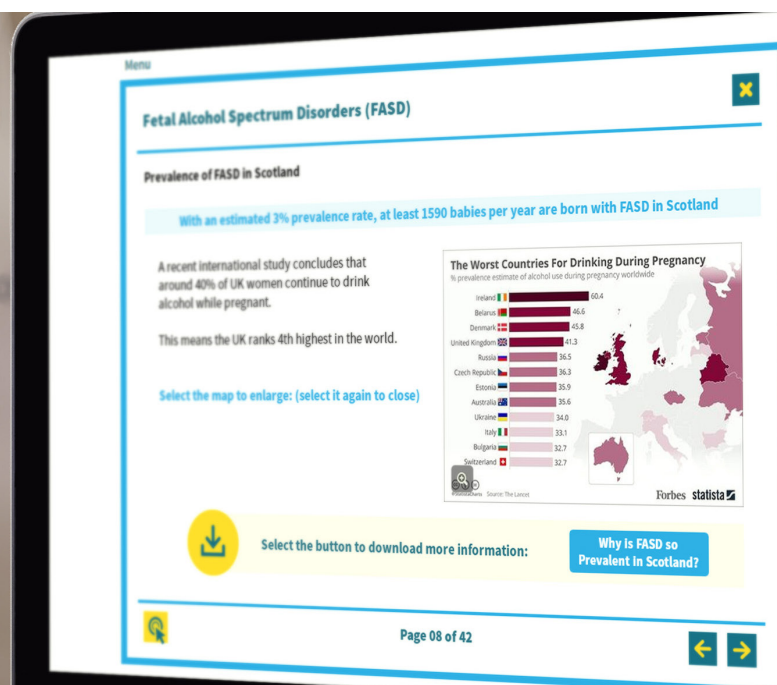 Menu
Fetal Alcohol Spectrum Disorders (FASD)
Prevalence of FASD in Scotland
With an estimated 3% prevalence rate, at least 1590 babies per year are born with FASD in Scotland
A recent international study concludes that
around 40% of UK women continue to drink
alcohol while pregnant.
This means the UK ranks 4th highest in the world.
Select the map to enlarge: (select it again to close)
The Worst Countries For Drinking During Pregnancy
% prevalence estimate of alcohol use during pregnancy worldwide
Ireland 60.4
Belarus 46.6
Denmark 45.8
United Kingdom 41.3
Russia 36.5
Czech Republic 36.3
Estonia 35.9
Australia 35.6
Ukraine 34.0
Italy 33.1
Bulgaria 32.7
Switzerland 32.7
Source: The Lancet
Forbes statista
Select the button to download more information:
Why is FASD so
Prevalent in Scotland?
Page 08 of 42